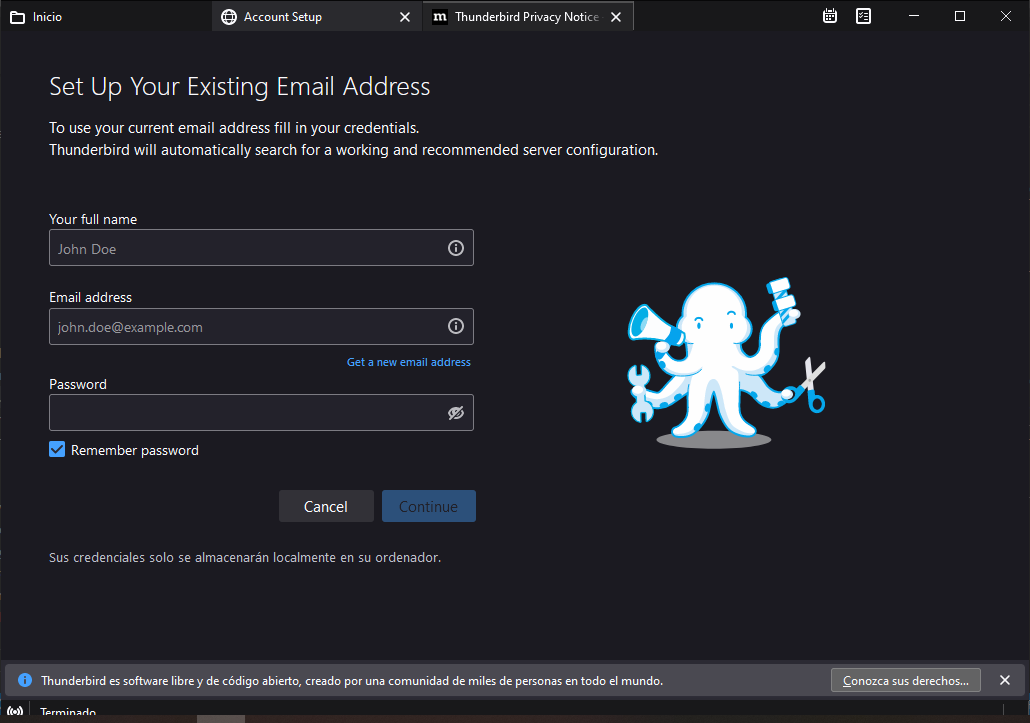 Inicio
Account Setup
m Thunderbird Privacy Notice
Set Up Your Existing Email Address
To use your current email address fill in your credentials.
Thunderbird will automatically search for a working and recommended server configuration.
Your full name
John Doe
Email address
john.doe@example.com
Get a new email address
Password
Remember password
Cancel
Continue
Sus credenciales solo se almacenarán localmente en su ordenador.
Thunderbird es software libre y de código abierto, creado por una comunidad de miles de personas en todo el mundo.
Conozca sus derechos...
Terminado